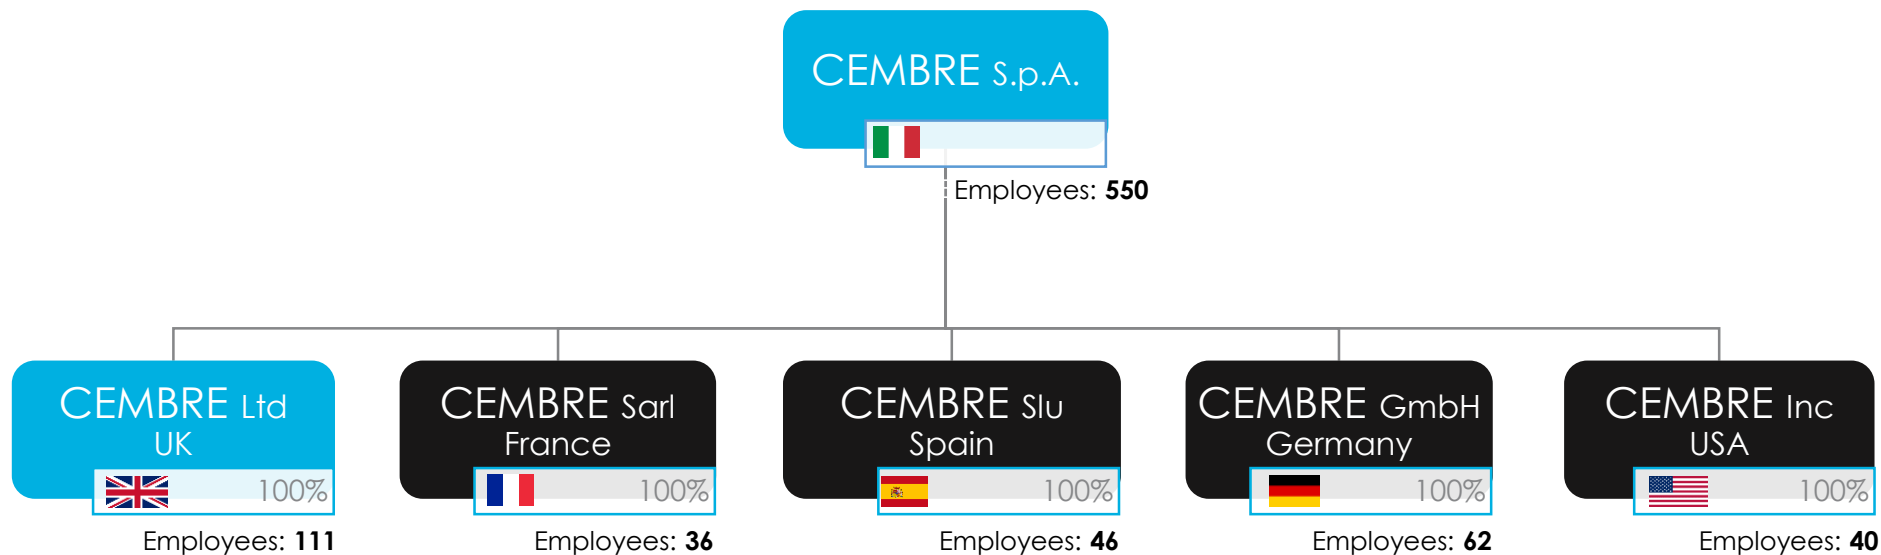 CEMBRE S.p.A.
Employees: 550
CEMBRE Ltd
UK
100%
Employees: 111
CEMBRE Sarl
France
100%
Employees: 36
CEMBRE Slu
Spain
100%
Employees: 46
CEMBRE GmbH
Germany
100%
Employees: 62
CEMBRE Inc
USA
100%
Employees: 40